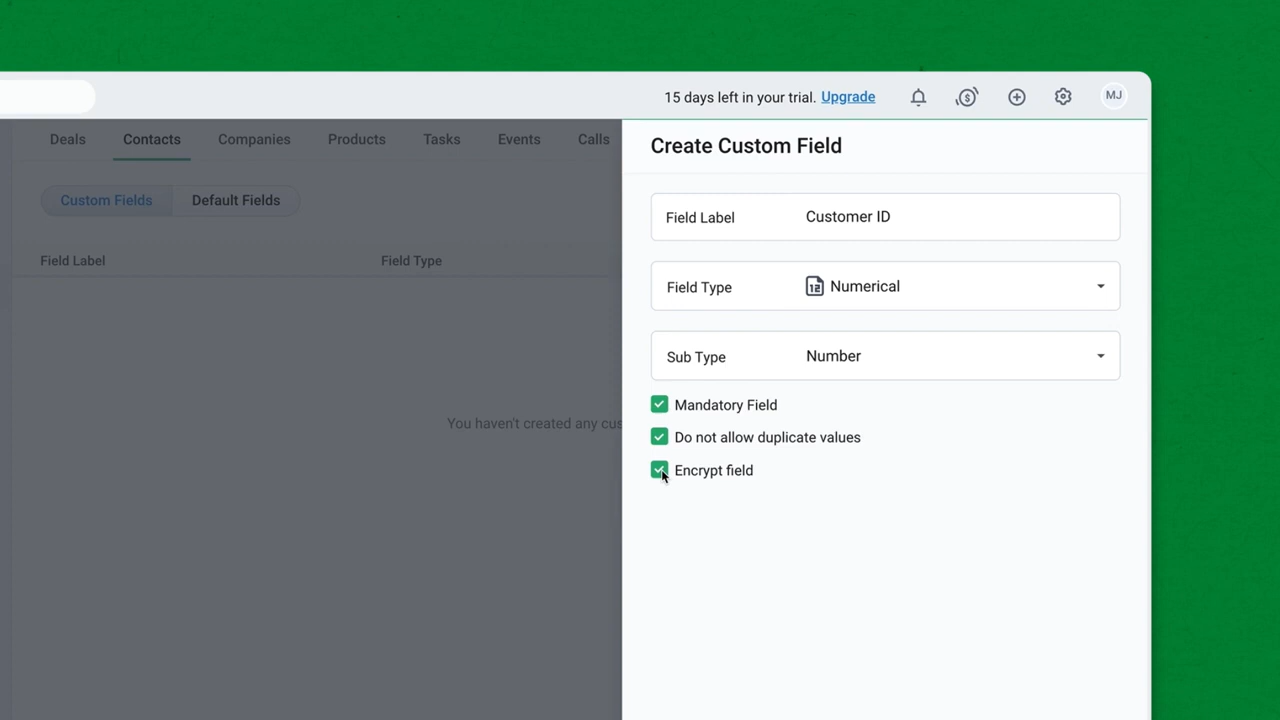 15 days left in your trial. Upgrade
MJ
Deals Contacts Companies Products Tasks Events Calls
Custom Fields Default Fields
Field Label Field Type
You haven't created any
Create Custom Field
Field Label Customer ID
Field Type 12 Numerical
Sub Type Number
Mandatory Field
Do not allow duplicate values
Encrypt field